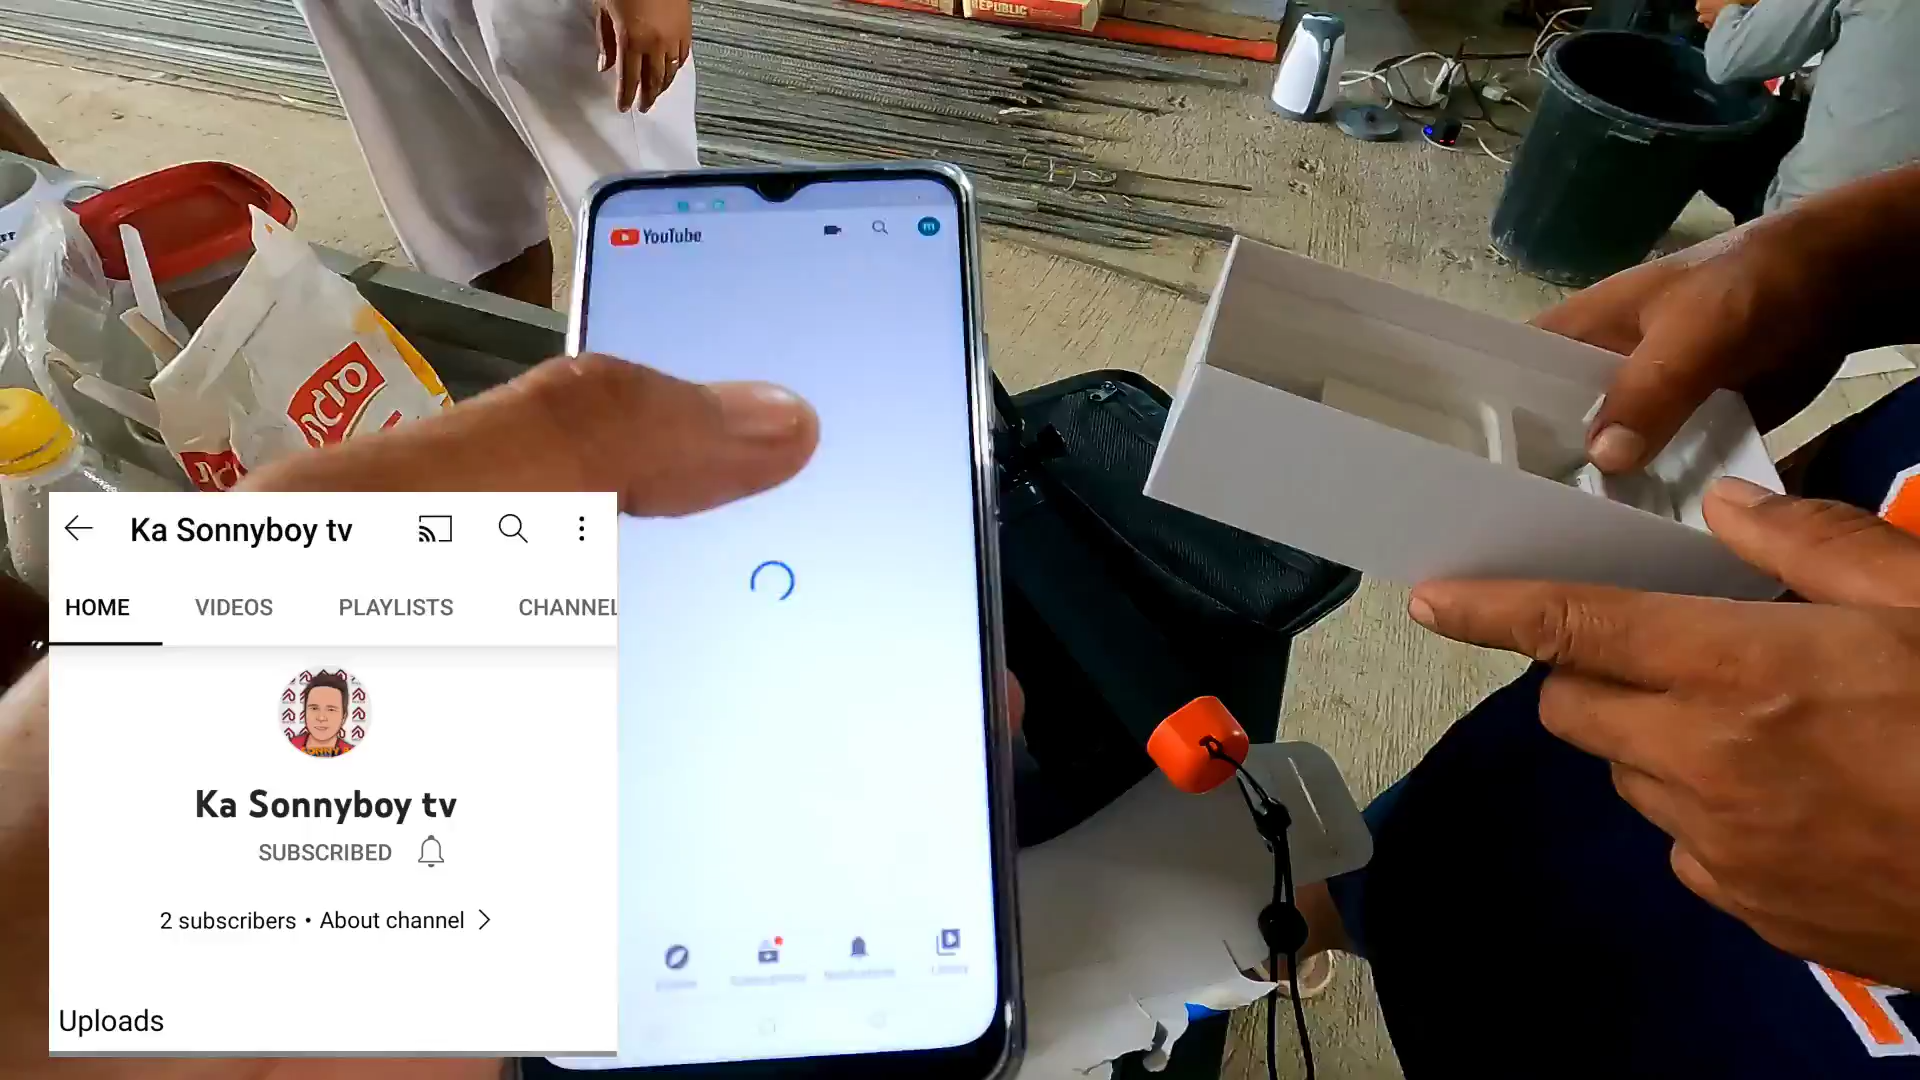 REPUBLIC
YouTube
m
Ka Sonnyboy tv
HOME
VIDEOS
PLAYLISTS
CHANNEL
Ka Sonnyboy tv
SUBSCRIBED
2 subscribers • About channel
Uploads